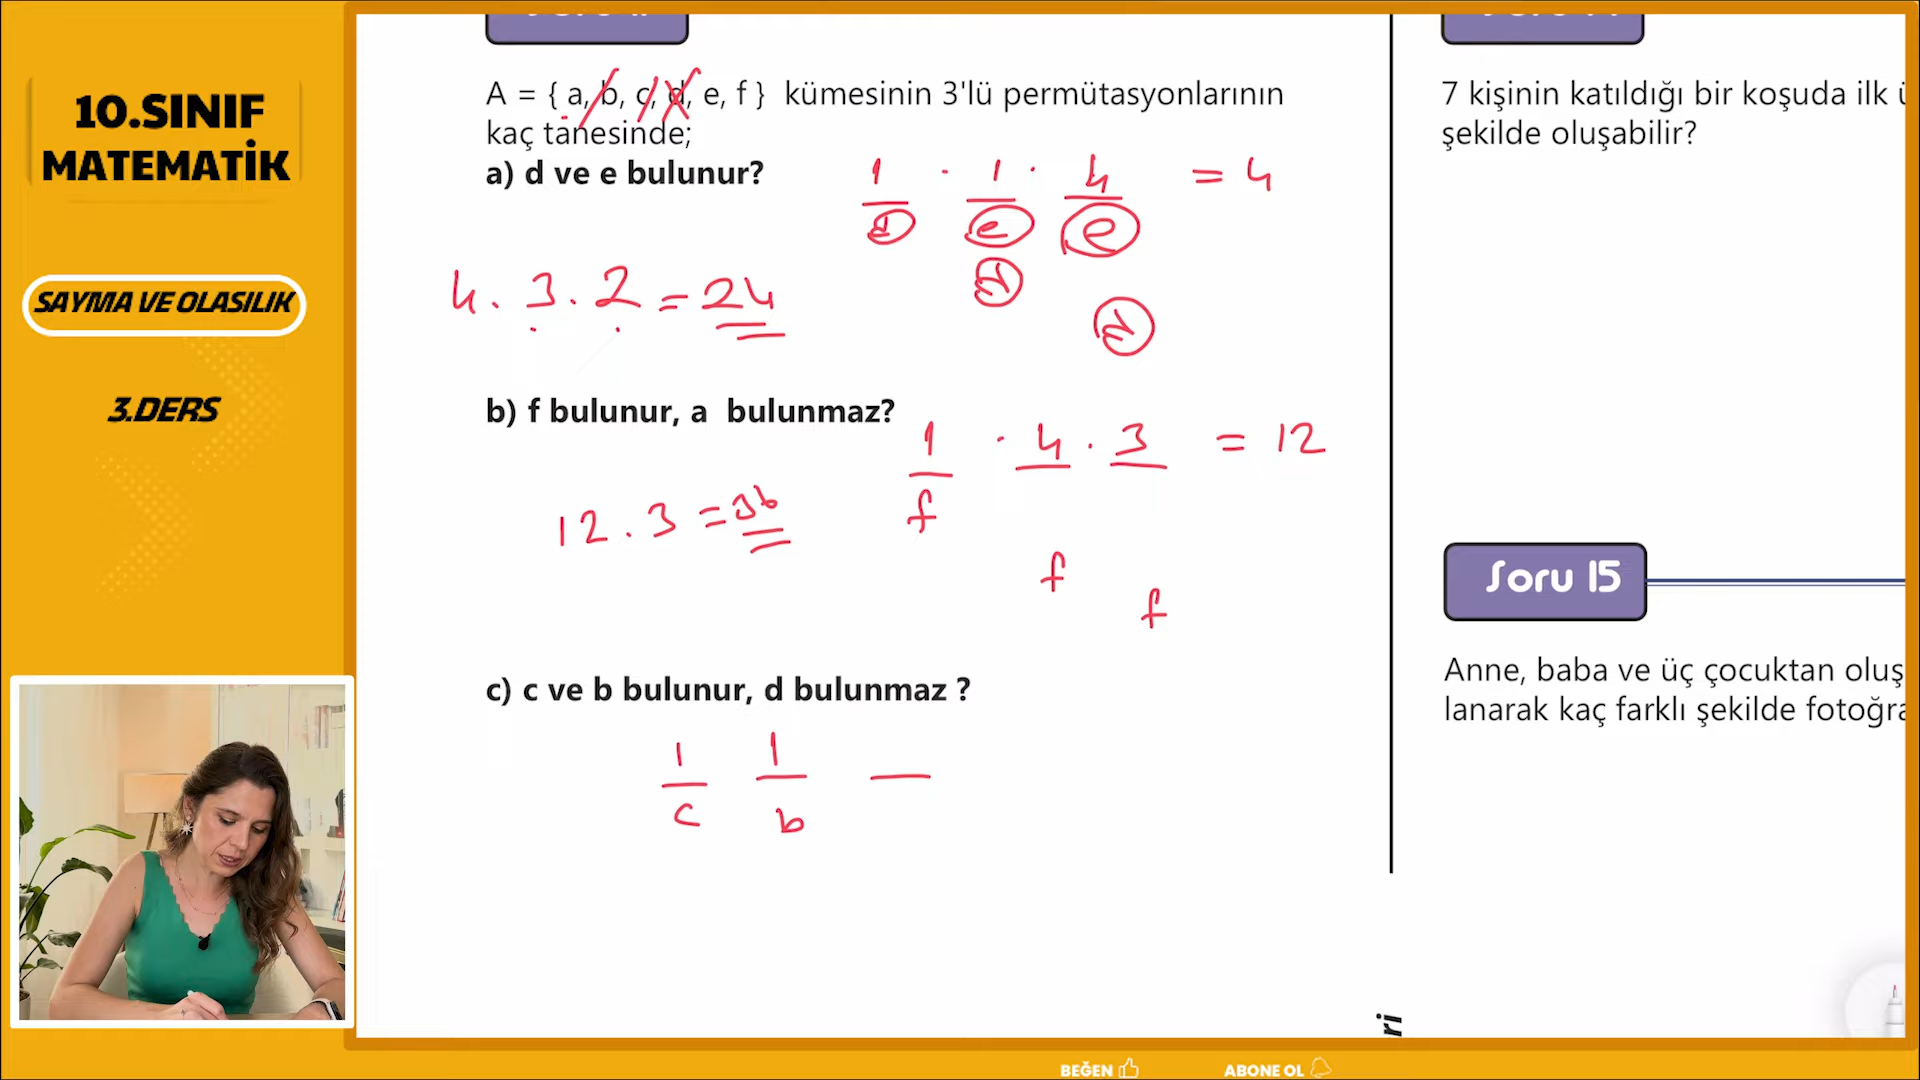 10.SINIF
MATEMATİK
SAYMA VE OLASILIK
3.DERS
A = { a, b, c, d, e, f } kümesinin 3'lü permütasyonlarının
kaç tanesinde;
a) d ve e bulunur?
1 . 1 . 4 = 4
d e e
d
d
4 . 3 . 2 = 24
b) f bulunur, a bulunmaz?
1 . 4 . 3 = 12
f
f
f
12 . 3 = 36
c) c ve b bulunur, d bulunmaz ?
1 1
c b
7 kişinin katıldığı bir koşuda ilk
şekilde oluşabilir?
Soru 15
Anne, baba ve üç çocuktan oluş
lanarak kaç farklı şekilde fotoğra
ri
BEĞEN
ABONE OL